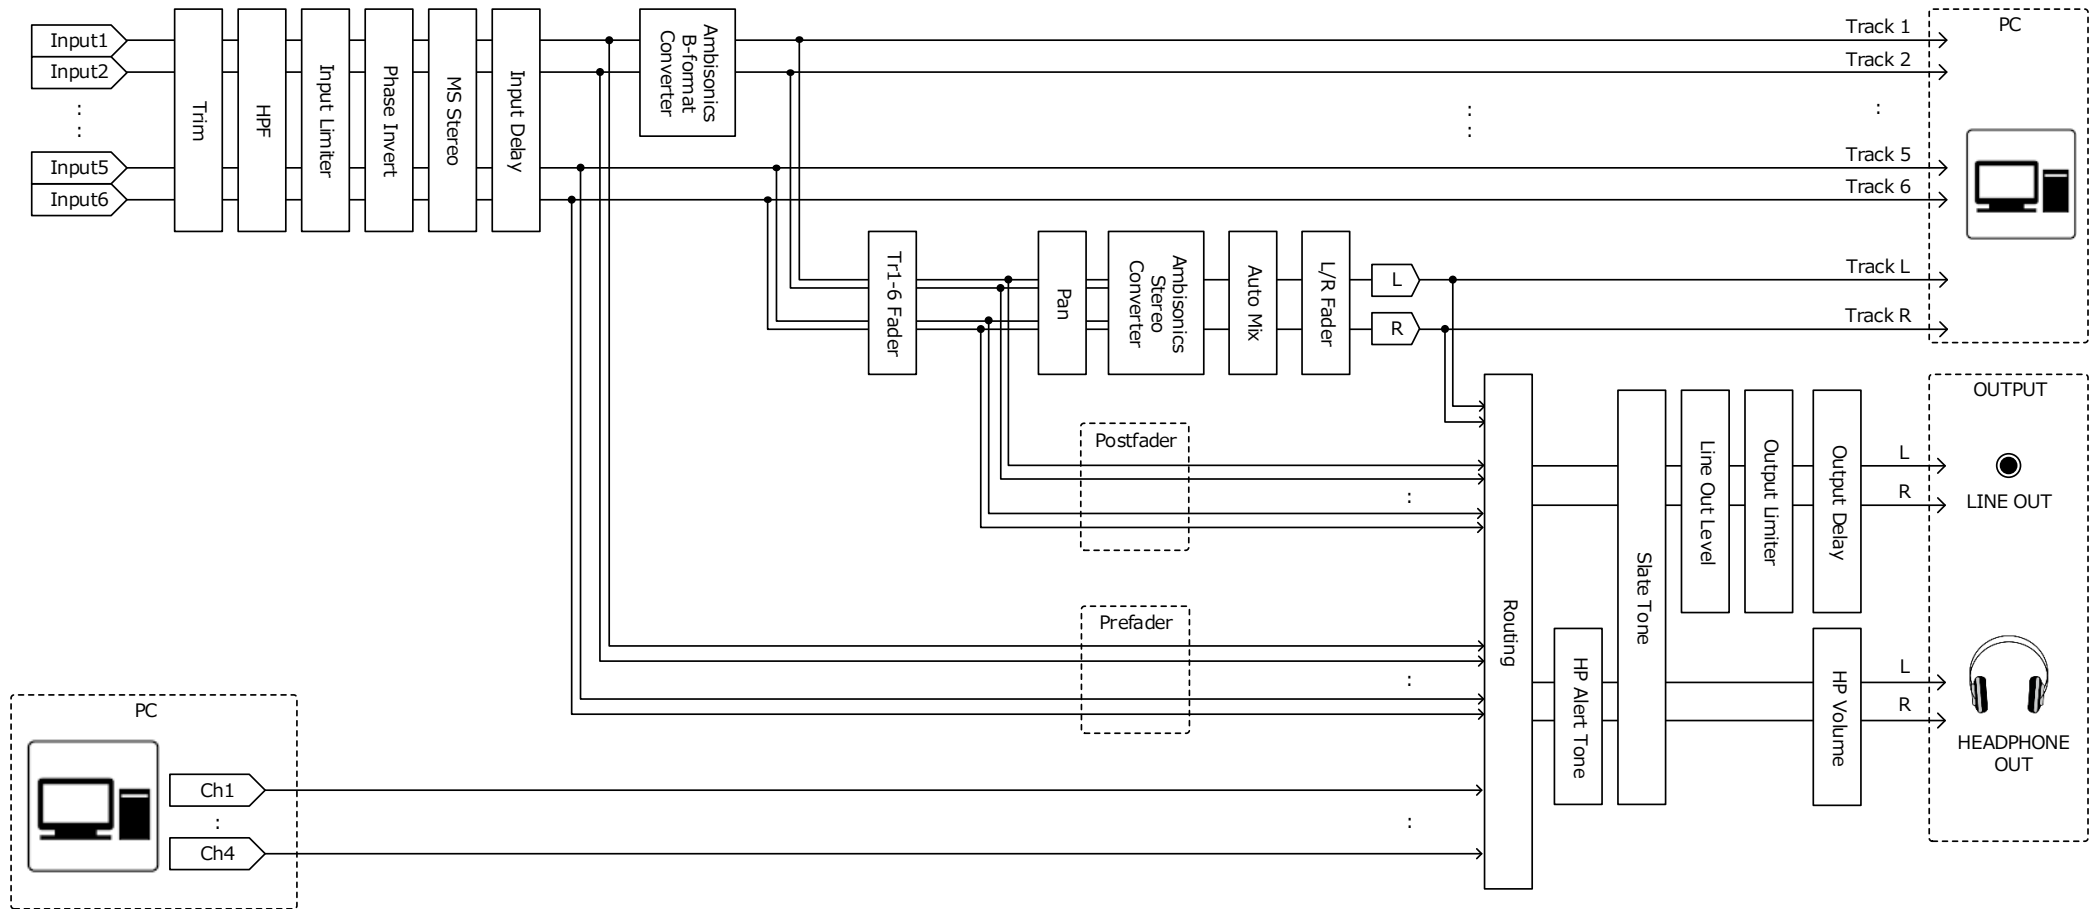 Input1
Input2
:
:
Input5
Input6
Trim
HPF
Input Limiter
Phase Invert
MS Stereo
Input Delay
Ambisonics
B-format
Converter
Track 1
Track 2
:
:
:
Track 5
Track 6
Track L
Track R
PC
Tr1-6 Fader
Pan
Ambisonics
Stereo
Converter
Auto Mix
L/R Fader
L
R
Postfader
:
Prefader
:
PC
Ch1
:
Ch4
:
Routing
HP Alert Tone
Slate Tone
Line Out Level
Output Limiter
Output Delay
HP Volume
L
R
L
R
OUTPUT
LINE OUT
HEADPHONE
OUT